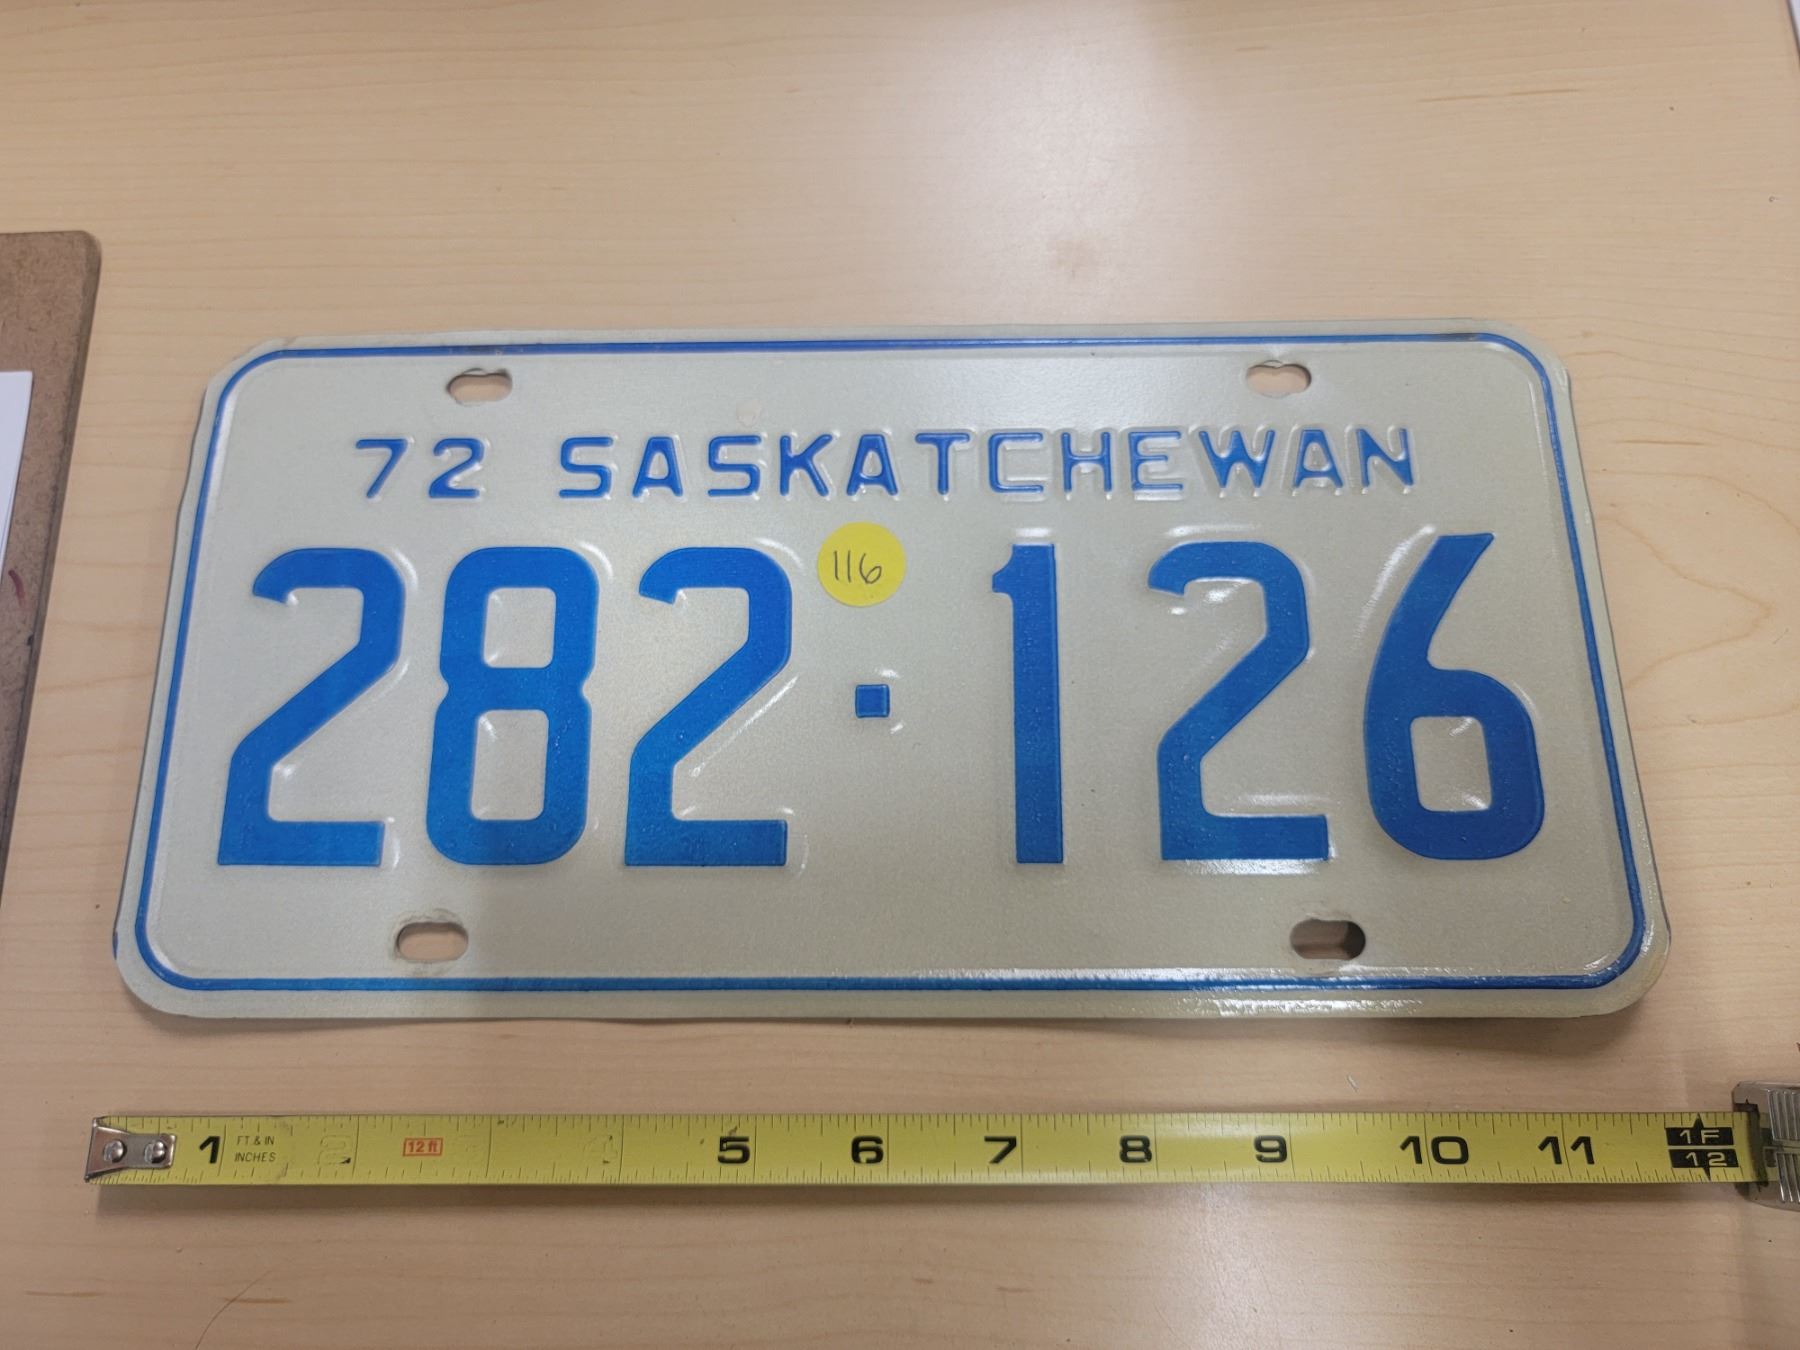 72 SASKATCHEWAN
116
282·126
1 FT & IN INCHES 12 ft 5 6 7 8 9 10 11 1F 12